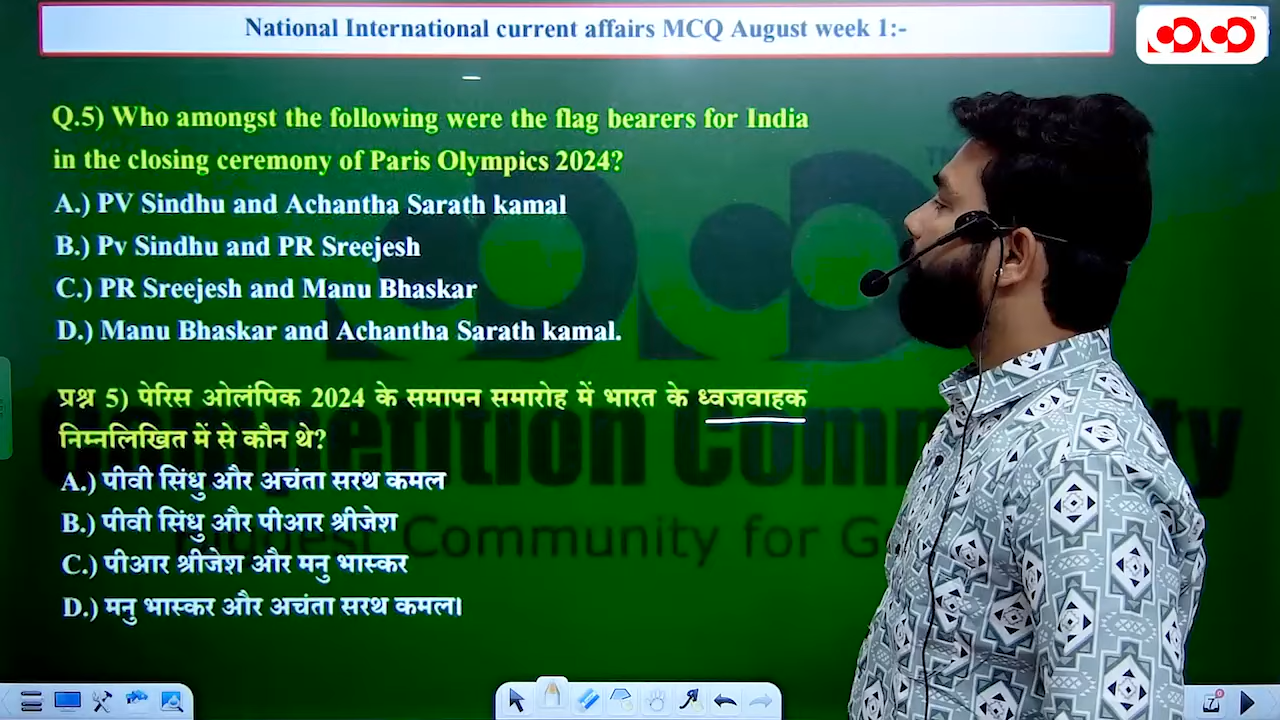 National International current affairs MCQ August week 1:-
Q.5) Who amongst the following were the flag bearers for India
in the closing ceremony of Paris Olympics 2024?
A.) PV Sindhu and Achantha Sarath kamal
B.) Pv Sindhu and PR Sreejesh
C.) PR Sreejesh and Manu Bhaskar
D.) Manu Bhaskar and Achantha Sarath kamal.
प्रश्न 5) पेरिस ओलंपिक 2024 के समापन समारोह में भारत के ध्वजवाहक
निम्नलिखित में से कौन थे?
A.) पीवी सिंधु और अचंता सरथ कमल
B.) पीवी सिंधु और पीआर श्रीजेश
C.) पीआर श्रीजेश और मनु भास्कर
D.) मनु भास्कर और अचंता सरथ कमल।